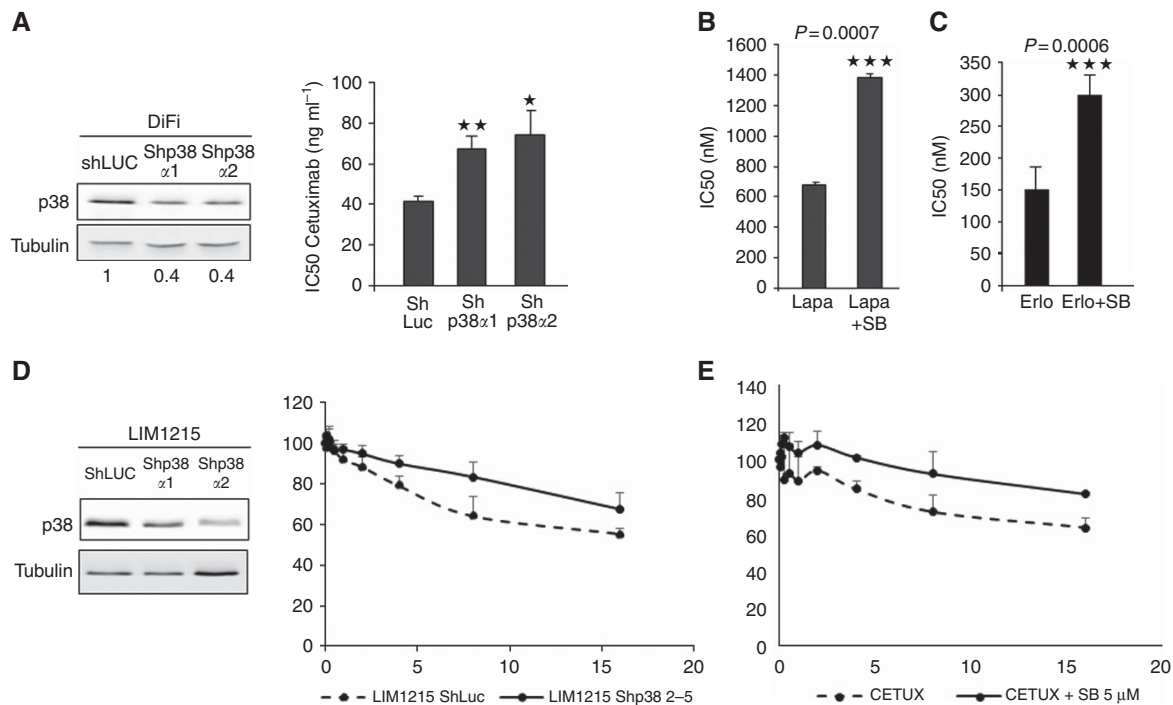 A
DiFi
shLUC
Shp38
α1
Shp38
α2
p38
Tubulin
1 0.4 0.4
IC50 Cetuximab (ng ml⁻¹)
100
80
60
40
20
0
★★
★
Sh
Luc
Sh
p38α1
Sh
p38α2
B
P=0.0007
★★★
IC50 (nM)
1600
1400
1200
1000
800
600
400
200
0
Lapa
Lapa
+SB
C
P=0.0006
★★★
IC50 (nM)
350
300
250
200
150
100
50
0
Erlo
Erlo+SB
D
LIM1215
ShLUC
Shp38
α1
Shp38
α2
p38
Tubulin
120
100
80
60
40
20
0
0 5 10 15 20
LIM1215 ShLuc LIM1215 Shp38 2–5
E
140
120
100
80
60
40
20
0
0 5 10 15 20
CETUX CETUX + SB 5 μM